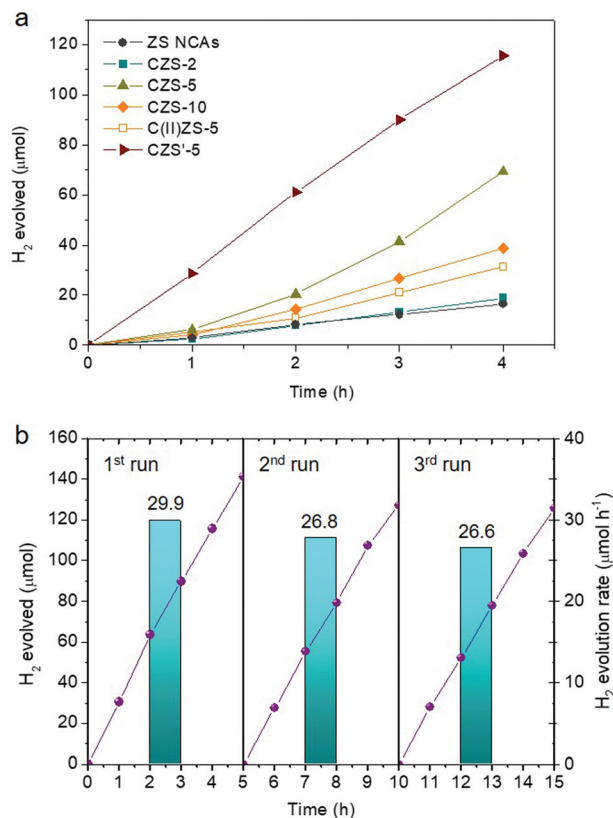 a
120
100
80
60
40
20
0
H₂ evolved (μmol)
ZS NCAs
CZS-2
CZS-5
CZS-10
C(II)ZS-5
CZS'-5
0 1 2 3 4
Time (h)
b
160
140
120
100
80
60
40
20
0
H₂ evolved (μmol)
1st run
2nd run
3rd run
29.9
26.8
26.6
40
30
20
10
0
H₂ evolution rate (μmol h⁻¹)
0 1 2 3 4 5 6 7 8 9 10 11 12 13 14 15
Time (h)